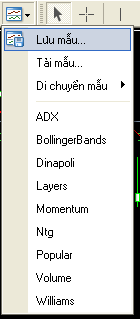 Lưu mẫu...
Tải mẫu...
Di chuyển mẫu
ADX
BollingerBands
Dinapoli
Layers
Momentum
Ntg
Popular
Volume
Williams